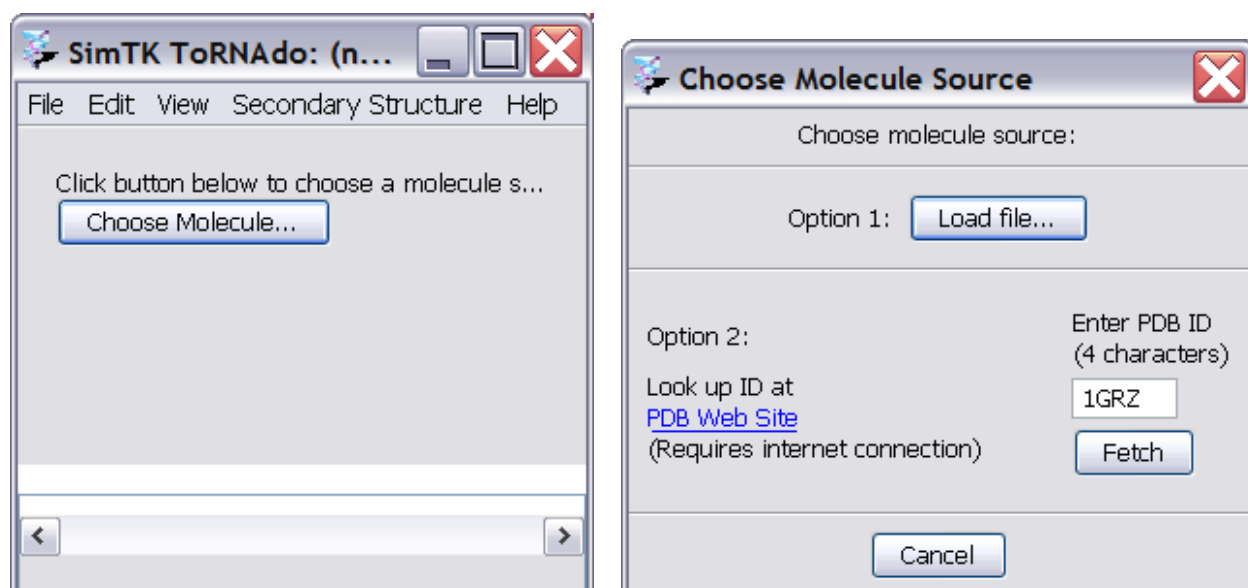 SimTK ToRNAdo: (n...
File Edit View Secondary Structure Help
Click button below to choose a molecule s...
Choose Molecule...
Choose Molecule Source
Choose molecule source:
Option 1: Load file...
Option 2:
Look up ID at
PDB Web Site
(Requires internet connection)
Enter PDB ID
(4 characters)
1GRZ
Fetch
Cancel